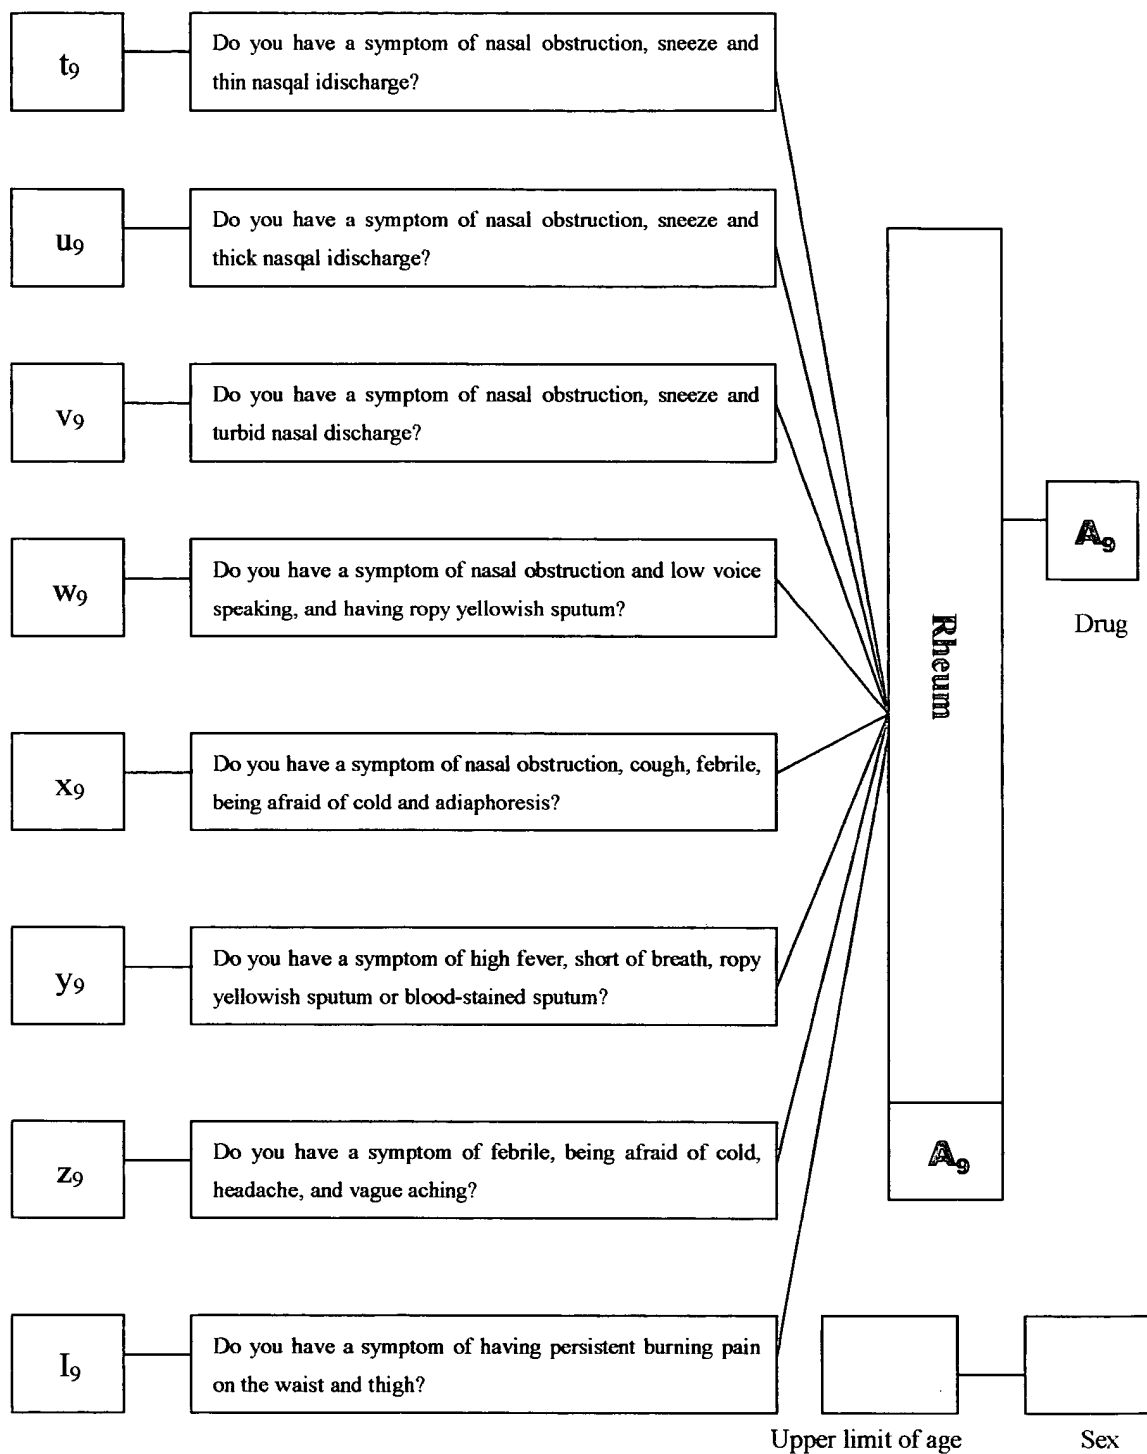 t9
Do you have a symptom of nasal obstruction, sneeze and
thin nasqal idischarge?
u9
Do you have a symptom of nasal obstruction, sneeze and
thick nasqal idischarge?
v9
Do you have a symptom of nasal obstruction, sneeze and
turbid nasal discharge?
w9
Do you have a symptom of nasal obstruction and low voice
speaking, and having ropy yellowish sputum?
x9
Do you have a symptom of nasal obstruction, cough, febrile,
being afraid of cold and adiaphoresis?
y9
Do you have a symptom of high fever, short of breath, ropy
yellowish sputum or blood-stained sputum?
z9
Do you have a symptom of febrile, being afraid of cold,
headache, and vague aching?
I9
Do you have a symptom of having persistent burning pain
on the waist and thigh?
Rheum
A9
A9
Drug
Upper limit of age
Sex